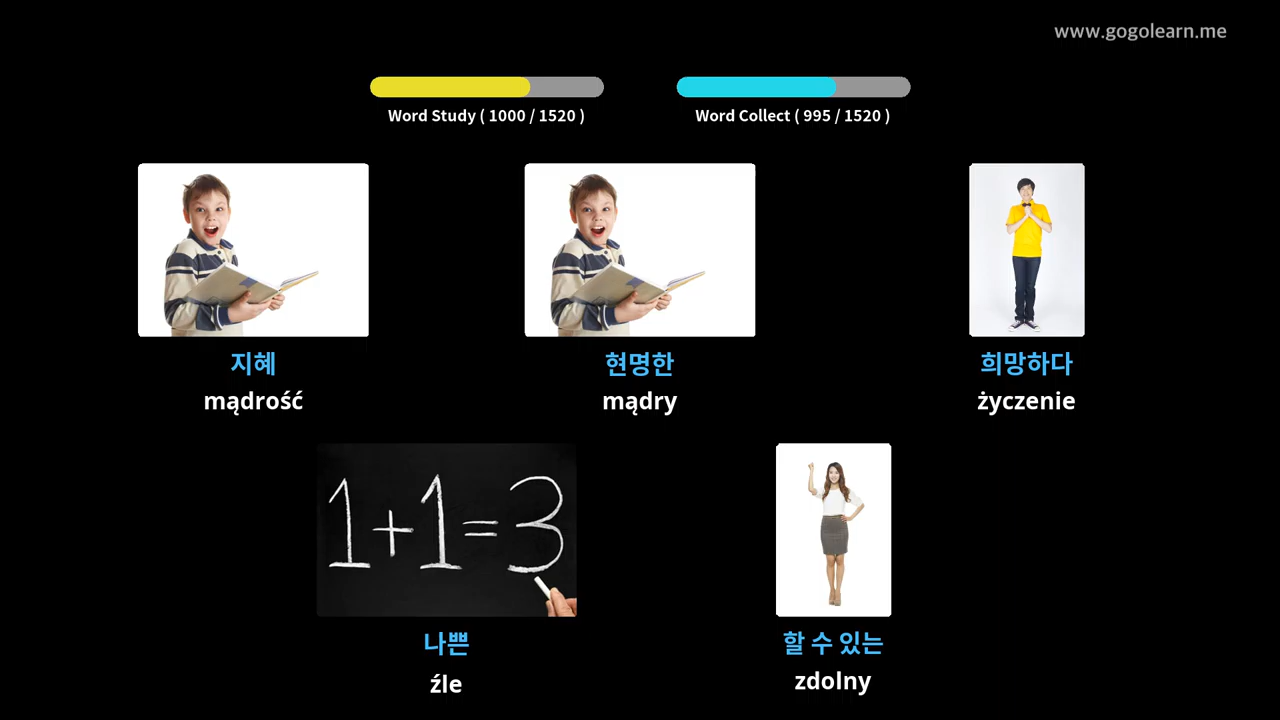 www.gogolearn.me
Word Study ( 1000 / 1520 )
Word Collect ( 995 / 1520 )
지혜
mądrość
현명한
mądry
희망하다
życzenie
1+1=3
나쁜
źle
할 수 있는
zdolny